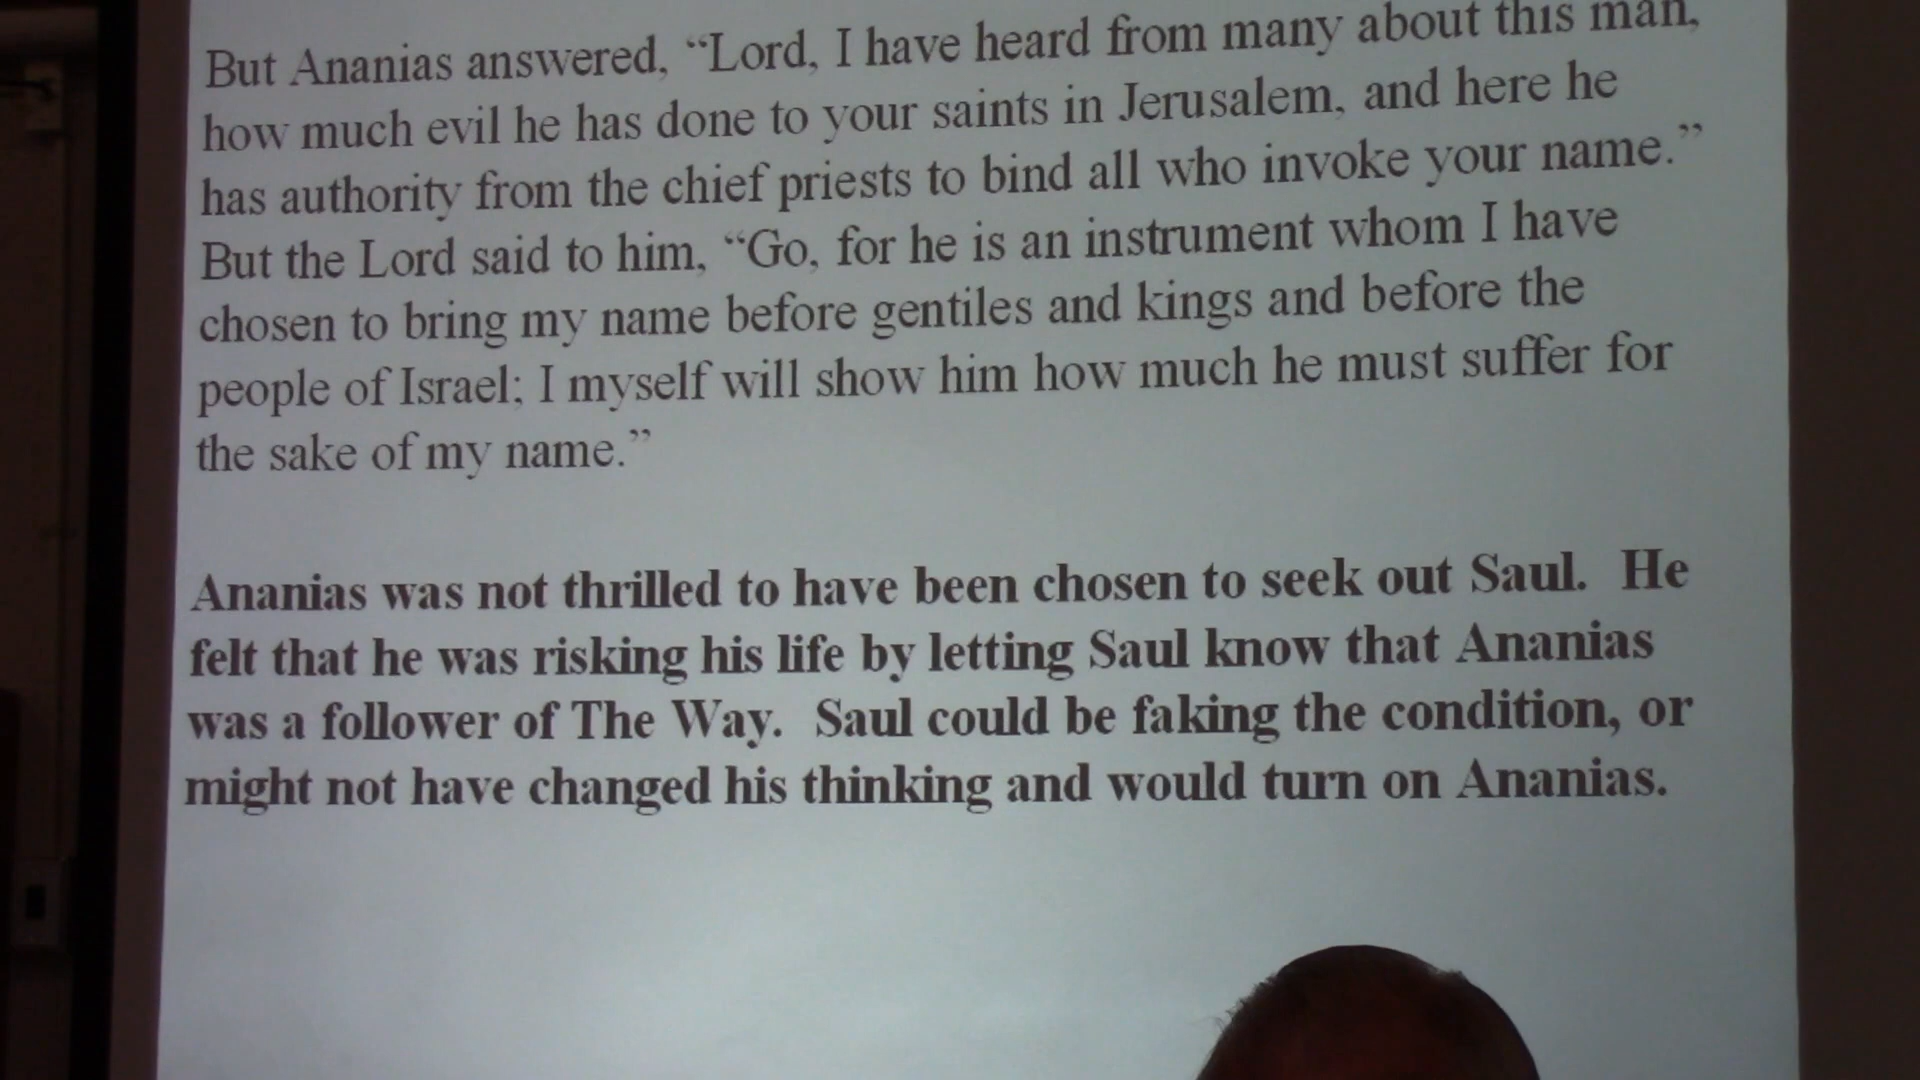 But Ananias answered, “Lord, I have heard from many about this man,
how much evil he has done to your saints in Jerusalem, and here he
has authority from the chief priests to bind all who invoke your name.”
But the Lord said to him, “Go, for he is an instrument whom I have
chosen to bring my name before gentiles and kings and before the
people of Israel; I myself will show him how much he must suffer for
the sake of my name.”
Ananias was not thrilled to have been chosen to seek out Saul.  He
felt that he was risking his life by letting Saul know that Ananias
was a follower of The Way.  Saul could be faking the condition, or
might not have changed his thinking and would turn on Ananias.